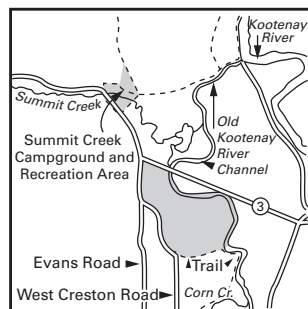 Kootenay
River
Summit Creek
Summit Creek
Campground and
Recreation Area
Old
Kootenay
River
Channel
3
Evans Road
Trail
West Creston Road
Corn Cr.